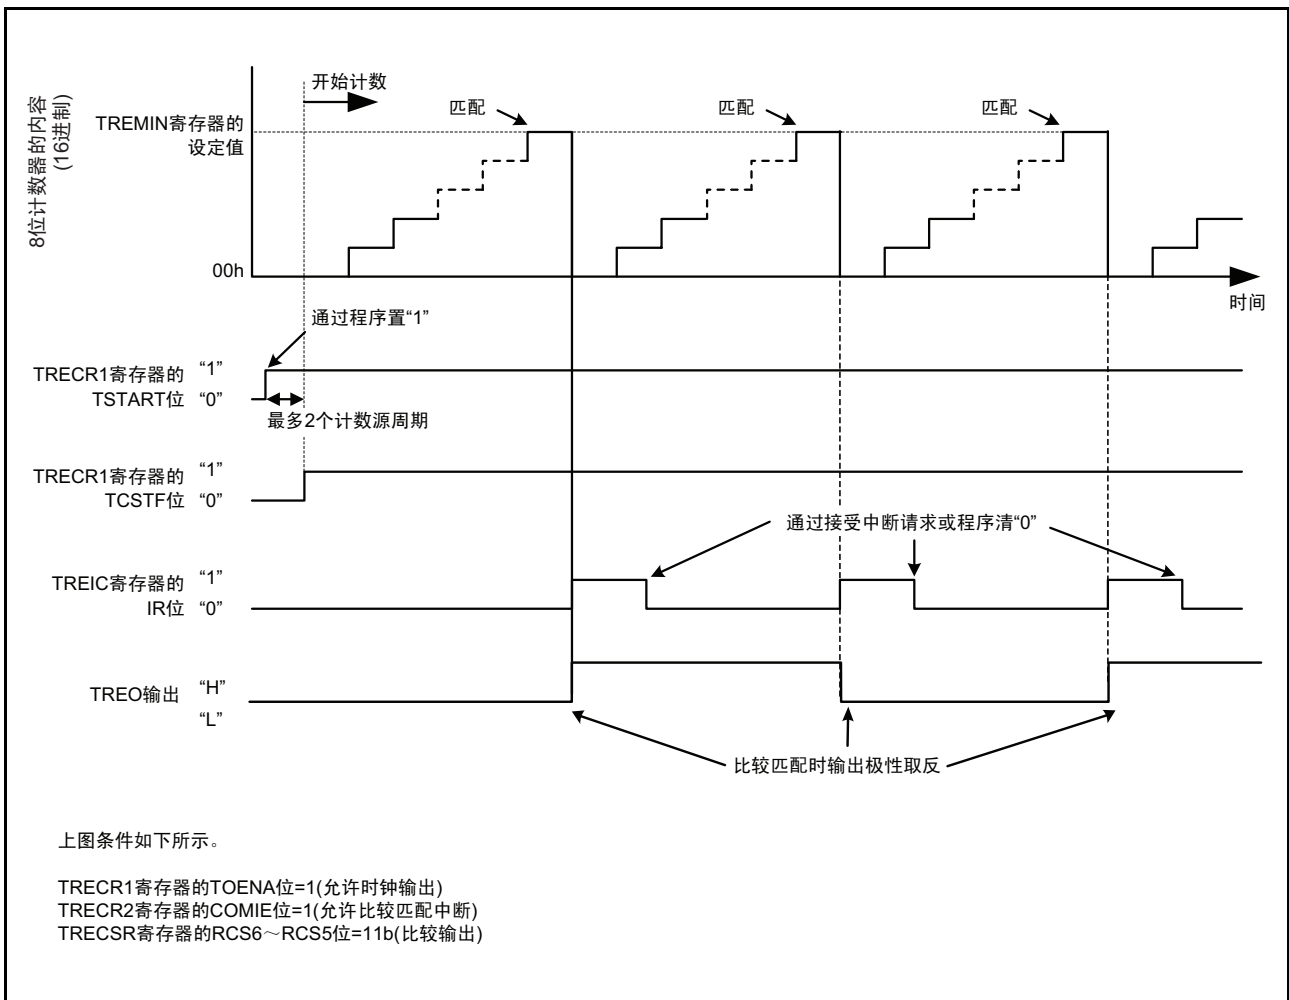 8位计数器的内容
(16进制)
开始计数
匹配
匹配
匹配
TREMIN寄存器的
设定值
00h
时间
通过程序置“1”
TRECR1寄存器的 “1”
TSTART位 “0”
最多2个计数源周期
TRECR1寄存器的 “1”
TCSTF位 “0”
通过接受中断请求或程序清“0”
TREIC寄存器的 “1”
IR位 “0”
TREO输出 “H”
“L”
比较匹配时输出极性取反
上图条件如下所示。
TRECR1寄存器的TOENA位=1(允许时钟输出)
TRECR2寄存器的COMIE位=1(允许比较匹配中断)
TRECSR寄存器的RCS6～RCS5位=11b(比较输出)